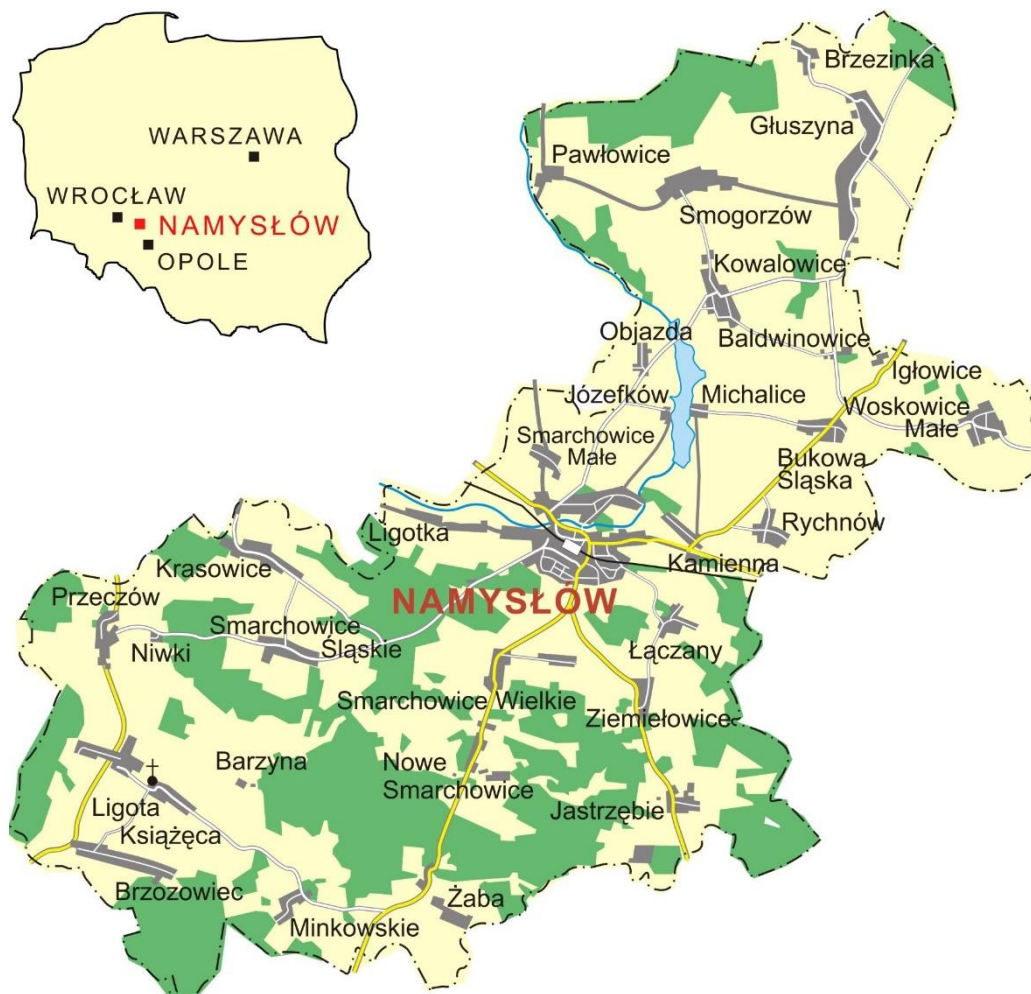 WARSZAWA
WROCŁAW
NAMYSŁÓW
OPOLE
Brzezinka
Głuszyna
Pawłowice
Smogorzów
Kowalowice
Objazda
Baldwinowice
Igłowice
Józefków
Michalice
Woskowice
Małe
Smarchowice
Małe
Bukowa
Śląska
Rychnów
Ligotka
Kamienna
Krasowice
NAMYSŁÓW
Przeczów
Smarchowice
Śląskie
Niwki
Łączany
Smarchowice Wielkie
Ziemiełowice
Barzyna
Nowe
Smarchowice
Jastrzębie
Ligota
Książęca
Brzozowiec
Żaba
Minkowskie